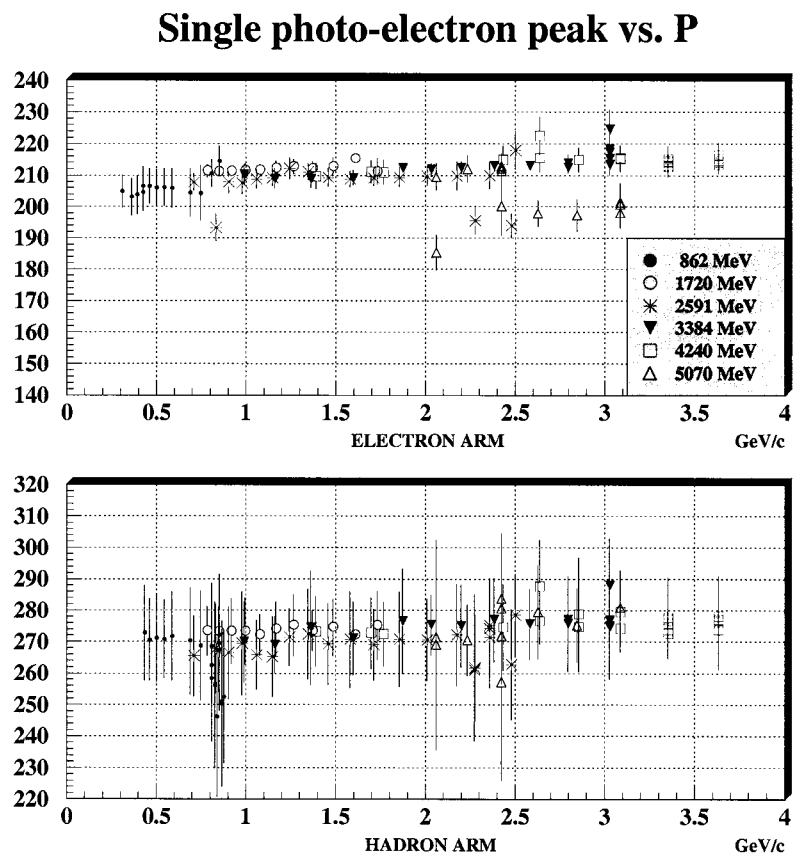 Single photo-electron peak vs. P
240
230
220
210
200
190
180
170
160
150
140
862 MeV
1720 MeV
2591 MeV
3384 MeV
4240 MeV
5070 MeV
0 0.5 1 1.5 2 2.5 3 3.5 4
ELECTRON ARM GeV/c
320
310
300
290
280
270
260
250
240
230
220
0 0.5 1 1.5 2 2.5 3 3.5 4
HADRON ARM GeV/c